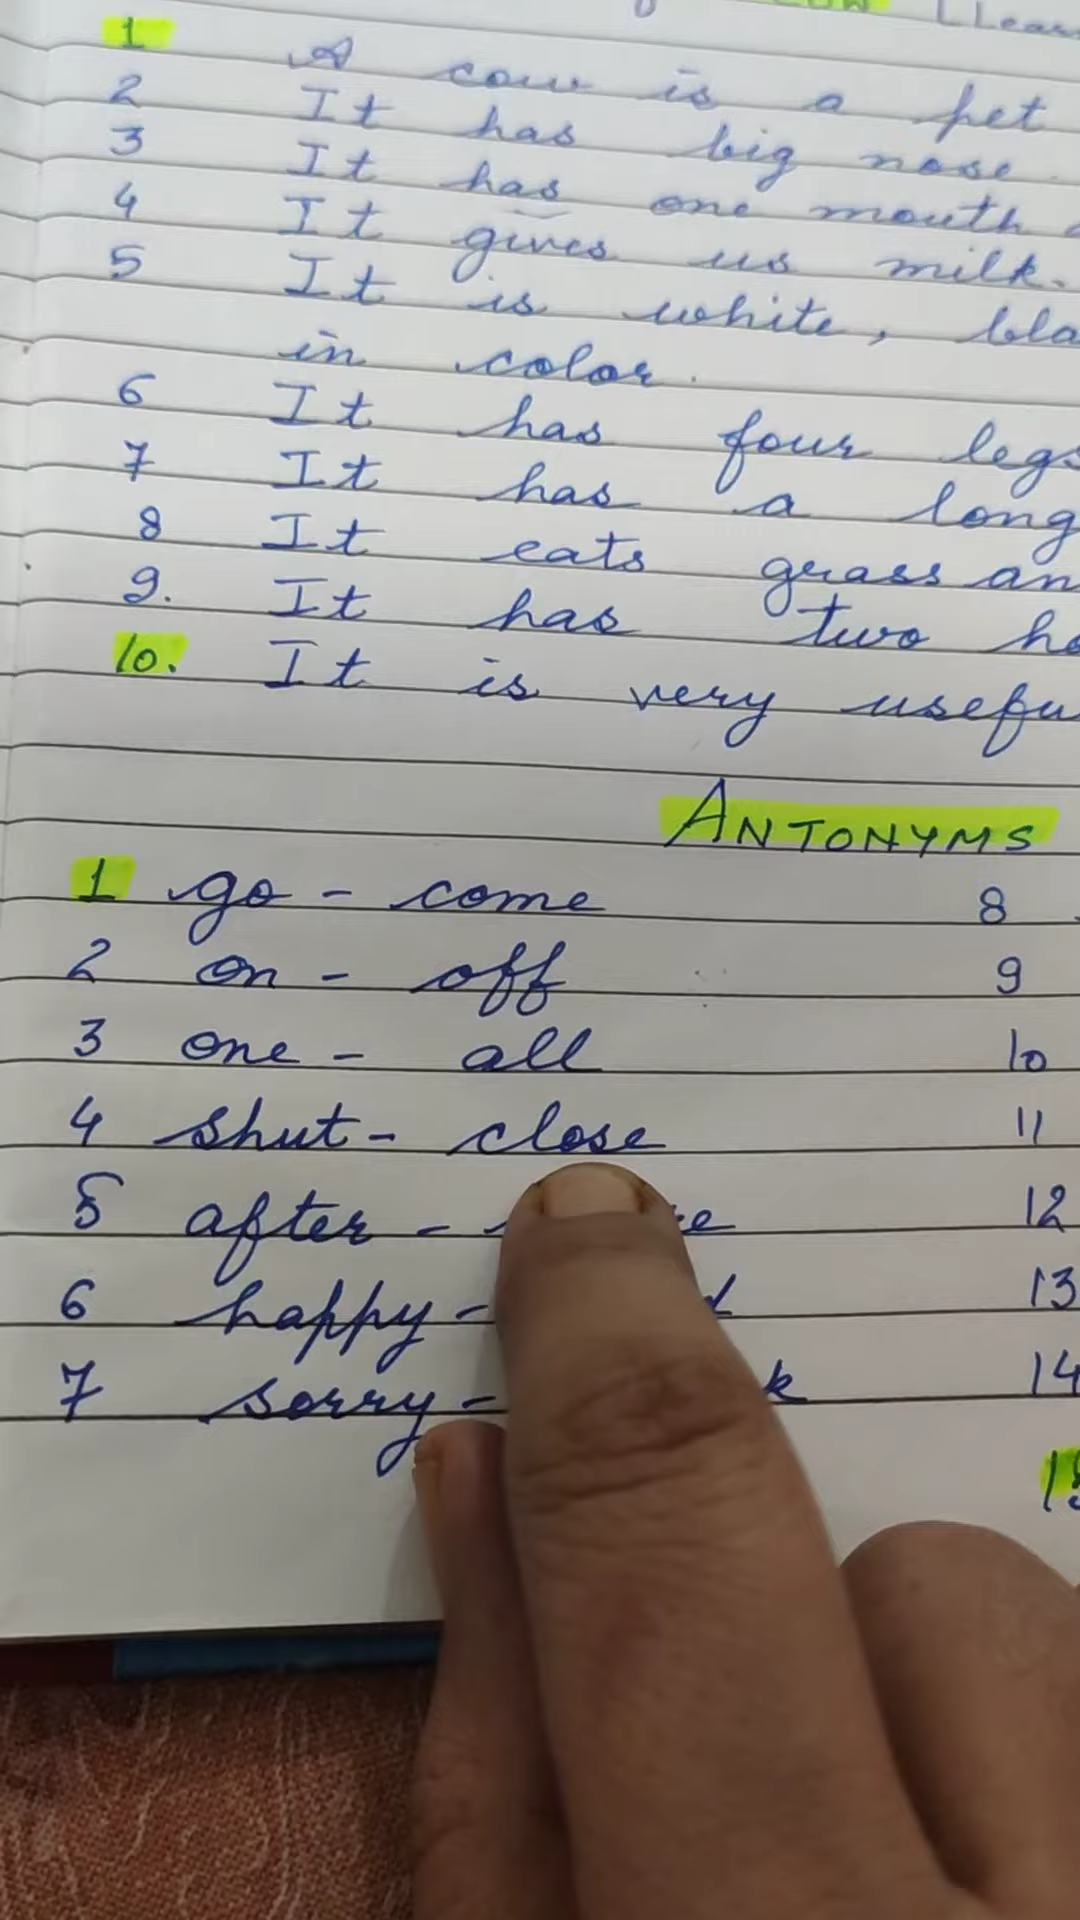 1 A cow is a pet
2 It has big nose.
3 It has one mouth
4 It gives us milk.
5 It is white,
in color.
6 It has four legs
7 It has a long
8 It eats grass
9. It has two
10. It is very
ANTONYMS
1 go - come 8
2 on - off 9
3 one - all 10
4 shut - close 11
5 after - 12
6 happy - 13
7 sorry - 14